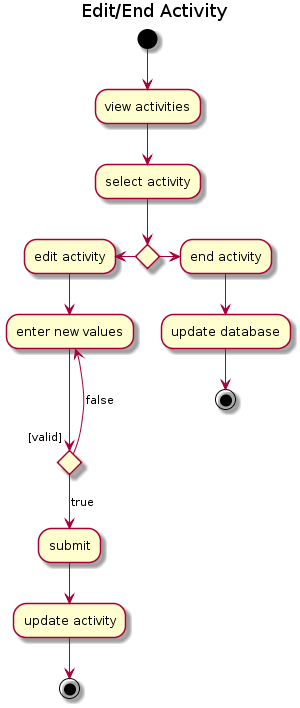 Edit/End Activity
view activities
select activity
edit activity
end activity
enter new values
update database
false
[valid]
true
submit
update activity